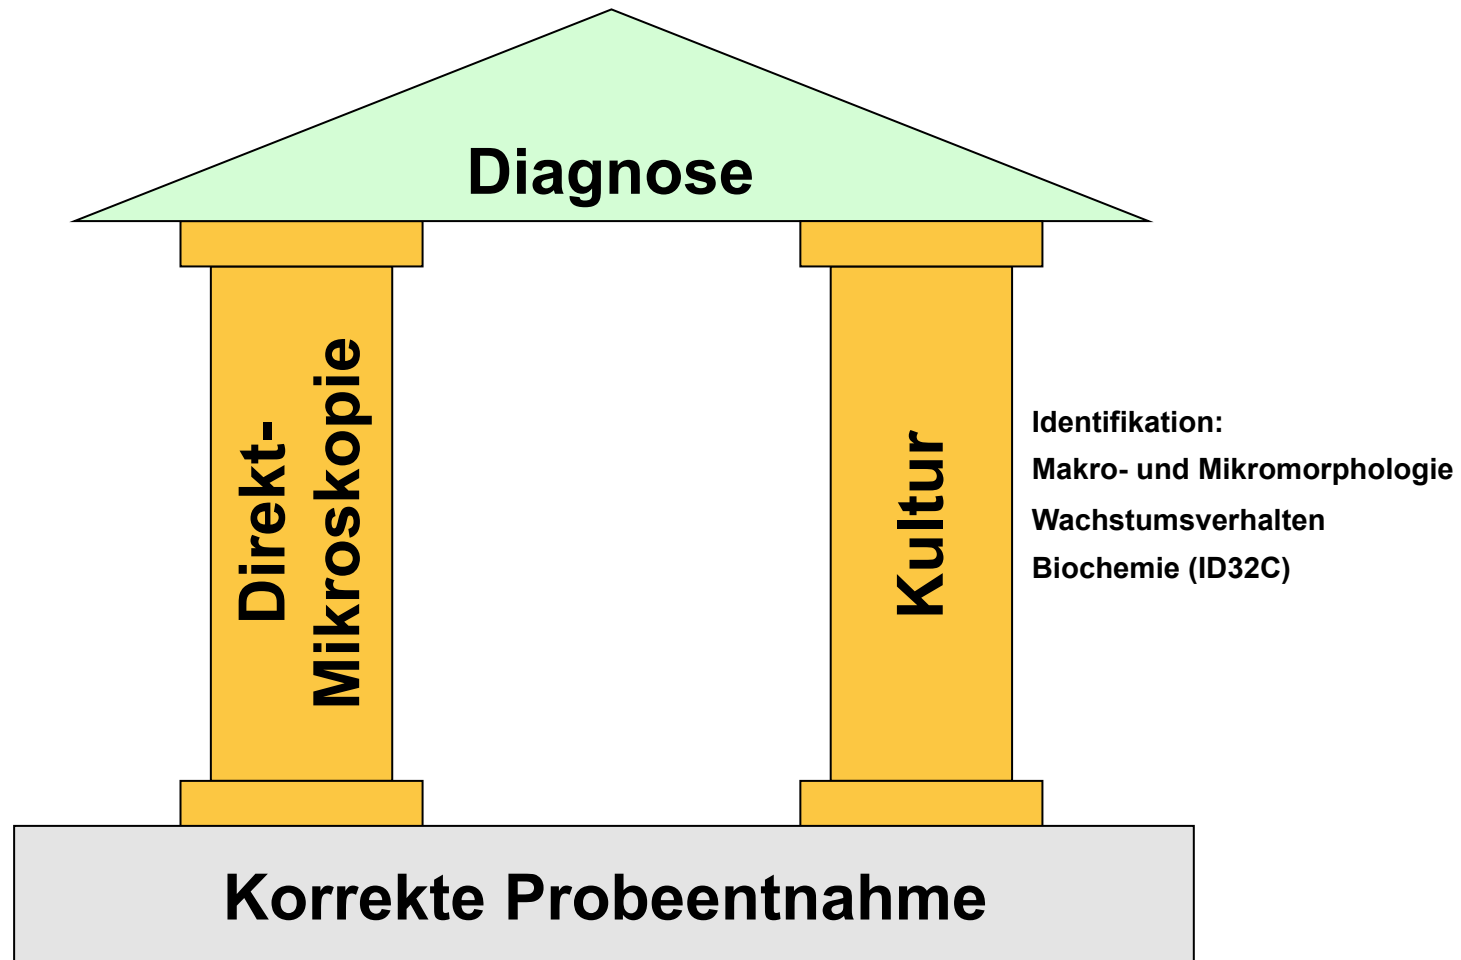 Diagnose
Direkt-
Mikroskopie
Kultur
Identifikation:
Makro- und Mikromorphologie
Wachstumsverhalten
Biochemie (ID32C)
Korrekte Probeentnahme